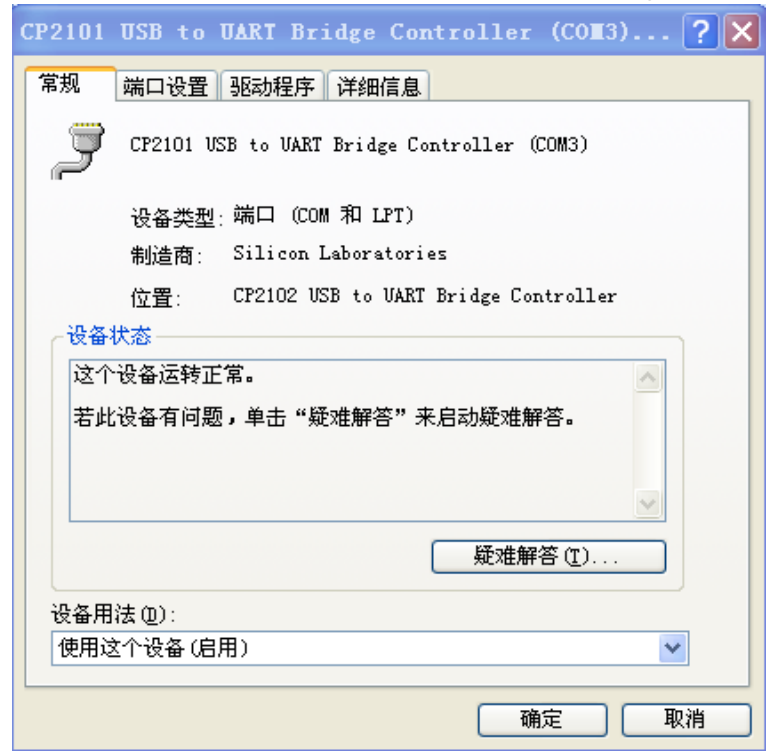 CP2101 USB to UART Bridge Controller (COM3)...
常规 端口设置 驱动程序 详细信息
CP2101 USB to UART Bridge Controller (COM3)
设备类型: 端口 (COM 和 LPT)
制造商: Silicon Laboratories
位置: CP2102 USB to UART Bridge Controller
设备状态
这个设备运转正常。
若此设备有问题，单击“疑难解答”来启动疑难解答。
疑难解答(T)...
设备用法(D):
使用这个设备(启用)
确定 取消